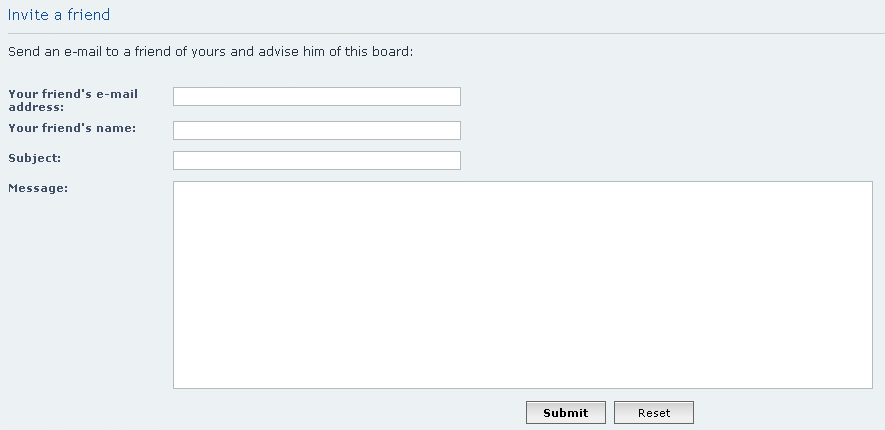 Invite a friend
Send an e-mail to a friend of yours and advise him of this board:
Your friend's e-mail
address:
Your friend's name:
Subject:
Message:
Submit Reset